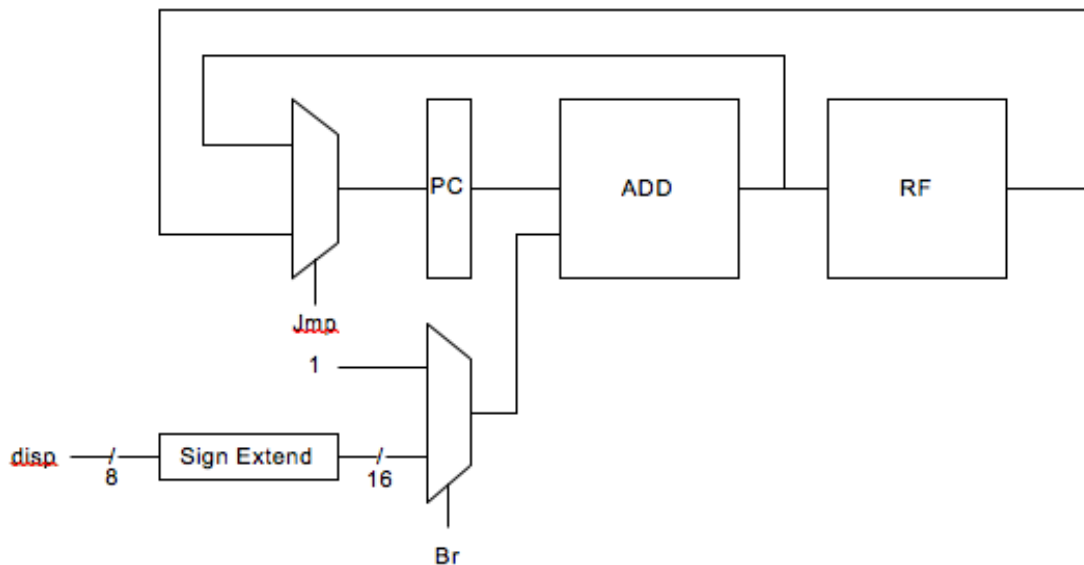 PC
ADD
RF
Jmp
1
disp
8
Sign Extend
16
Br